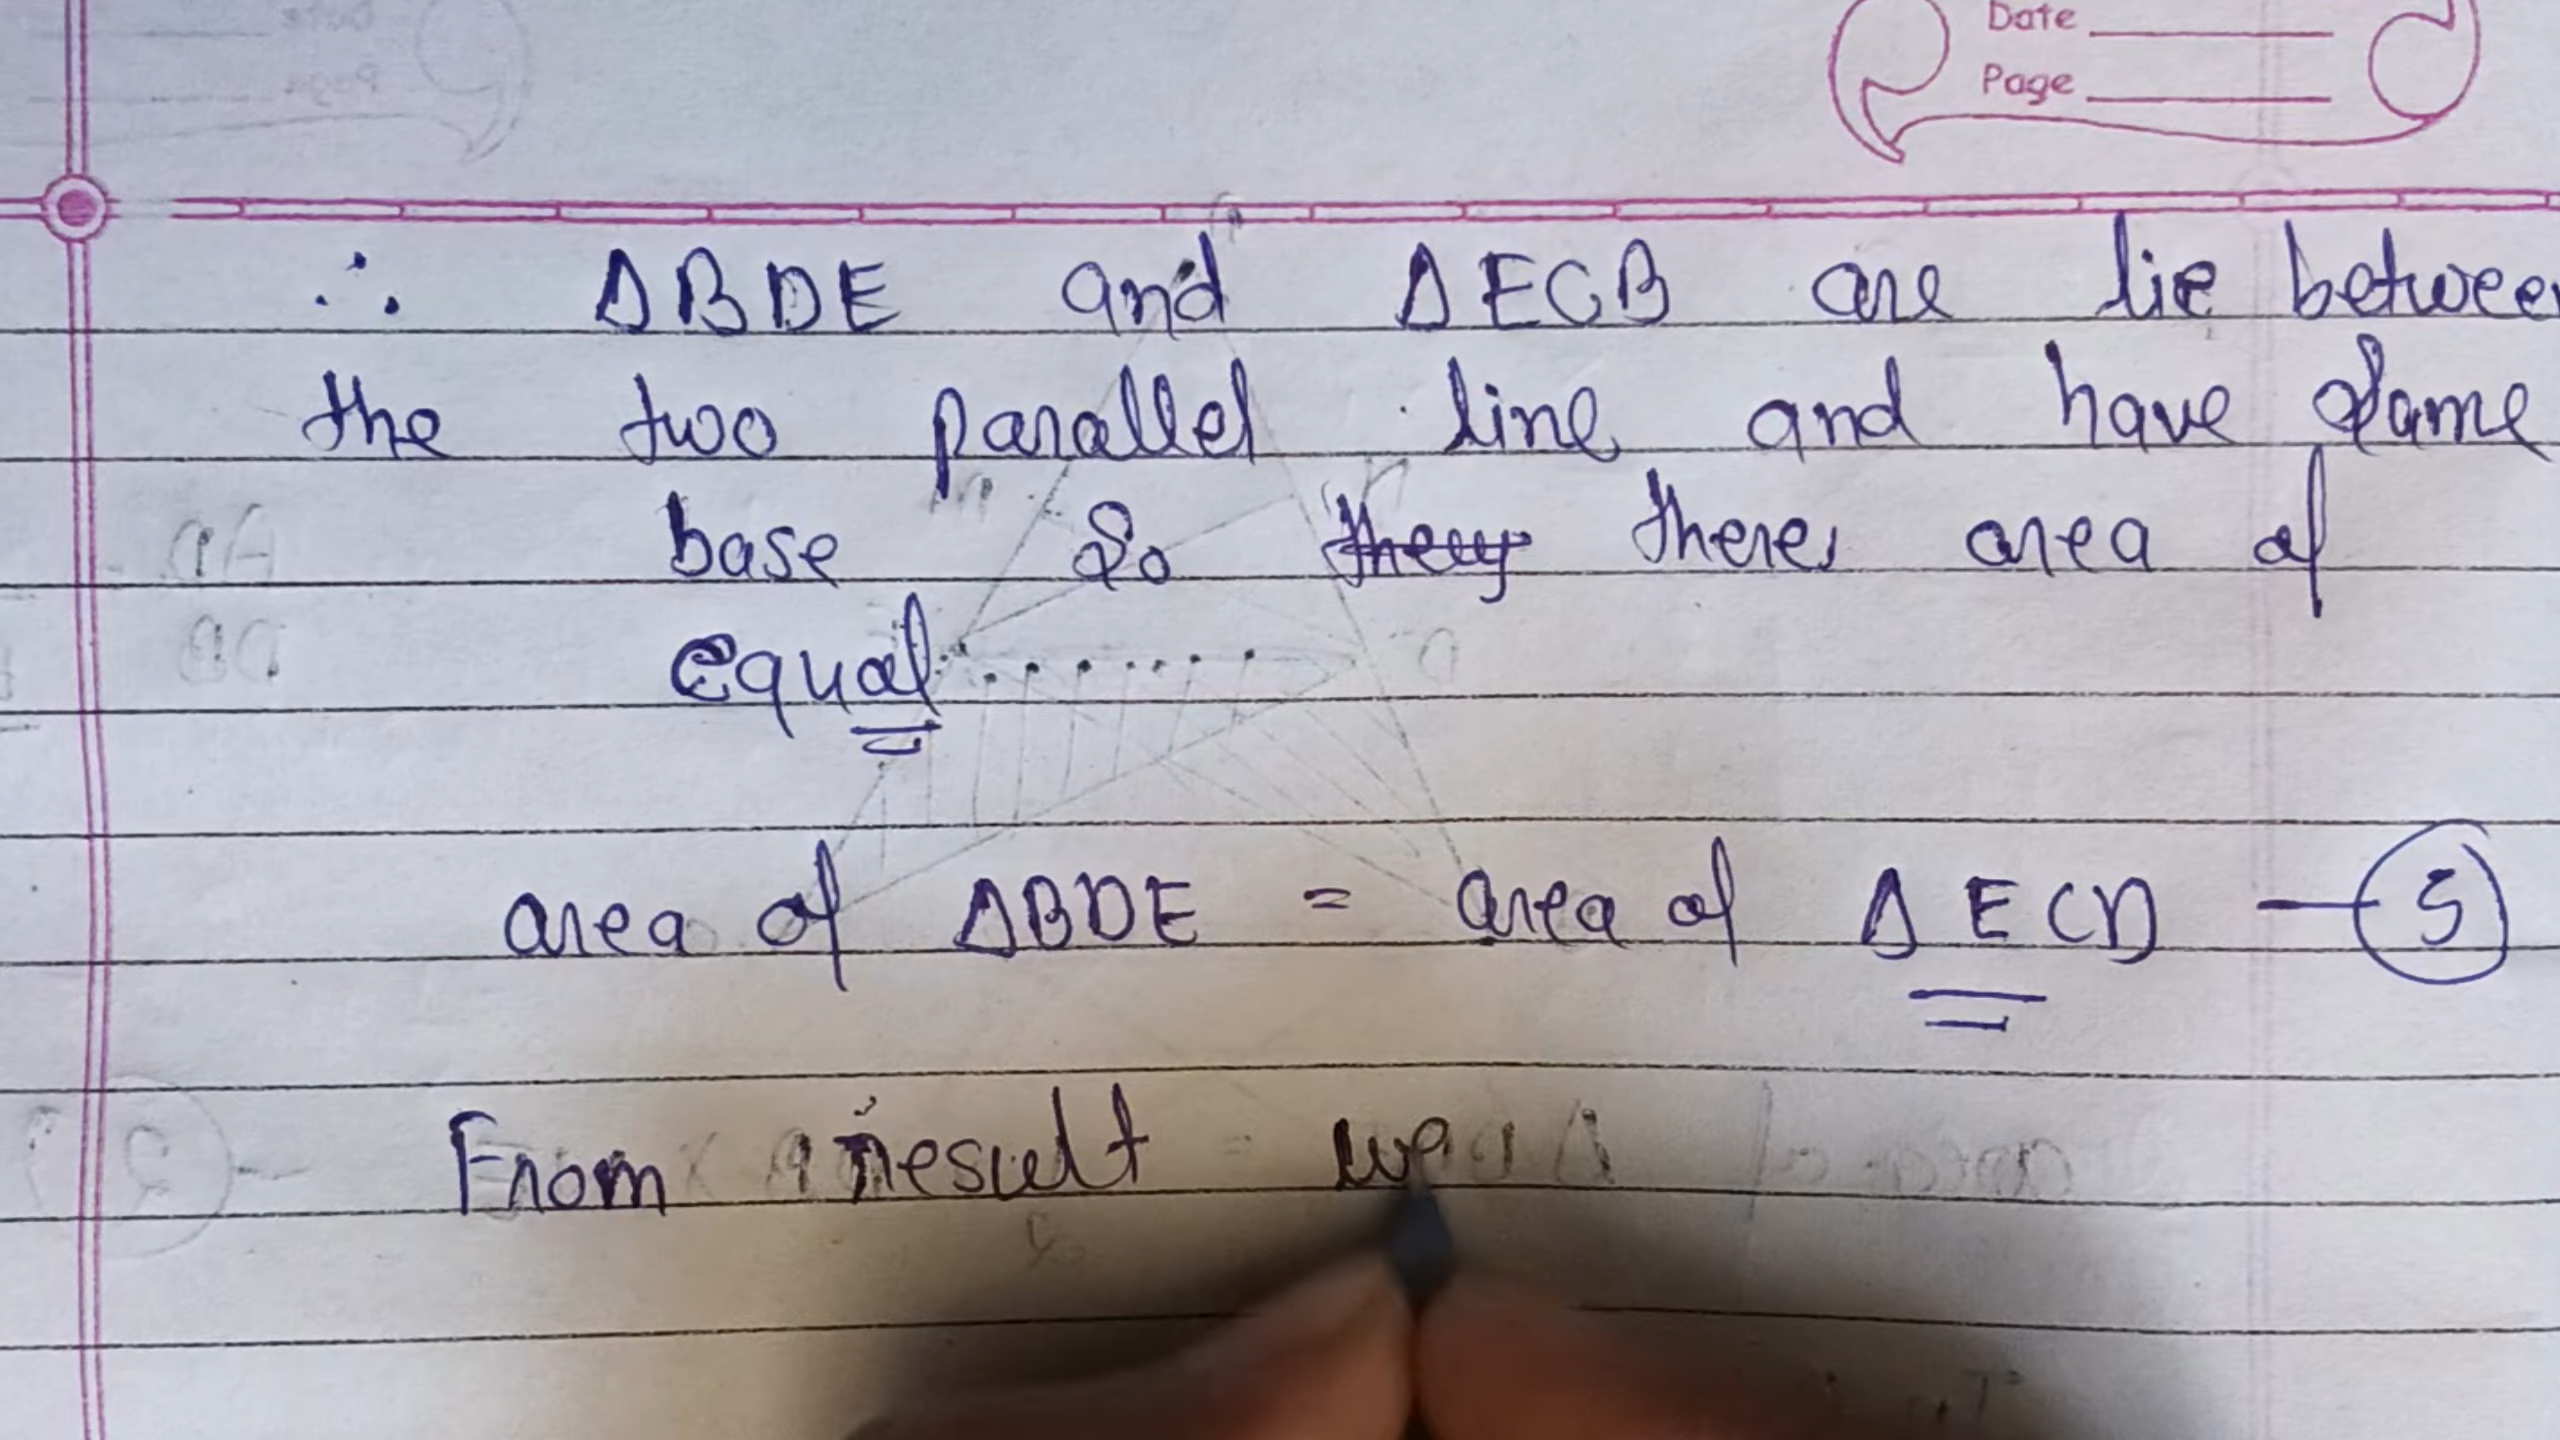 Date
Page
∴ ΔBDE and ΔECB are lie between
the two parallel line and have same
base So they there area of
equal
area of ΔBDE = area of ΔECD — 5
From result we